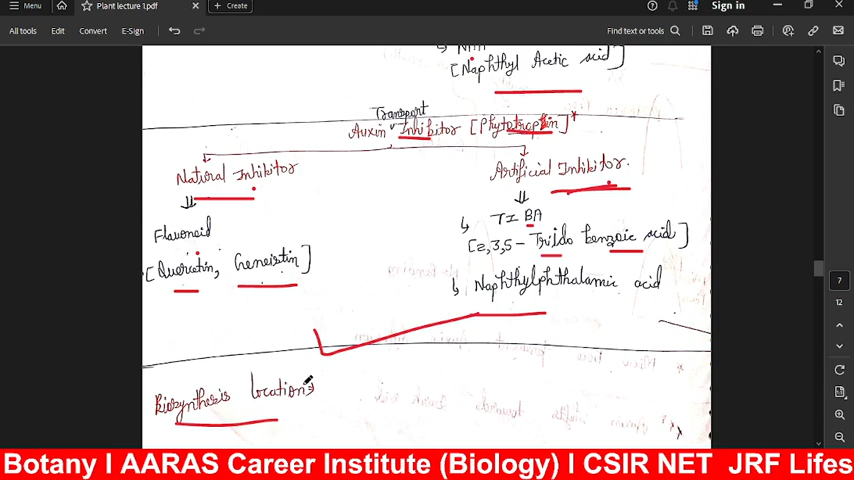 Menu
Plant lecture 1.pdf
Create
Sign in
All tools Edit Convert E-Sign
Find text or tools
[Naphthyl Acetic acid]
Transport
Auxin Inhibitor [Phytotropin]*
Natural Inhibitor
Artificial Inhibitor
Flavonoid
TIBA
[Quercetin, Geneistin]
[2,3,5 - Triido benzoic acid]
Naphthylphthalamic acid
Biosynthesis locations
7
12
Botany I AARAS Career Institute (Biology) I CSIR NET JRF Lifes